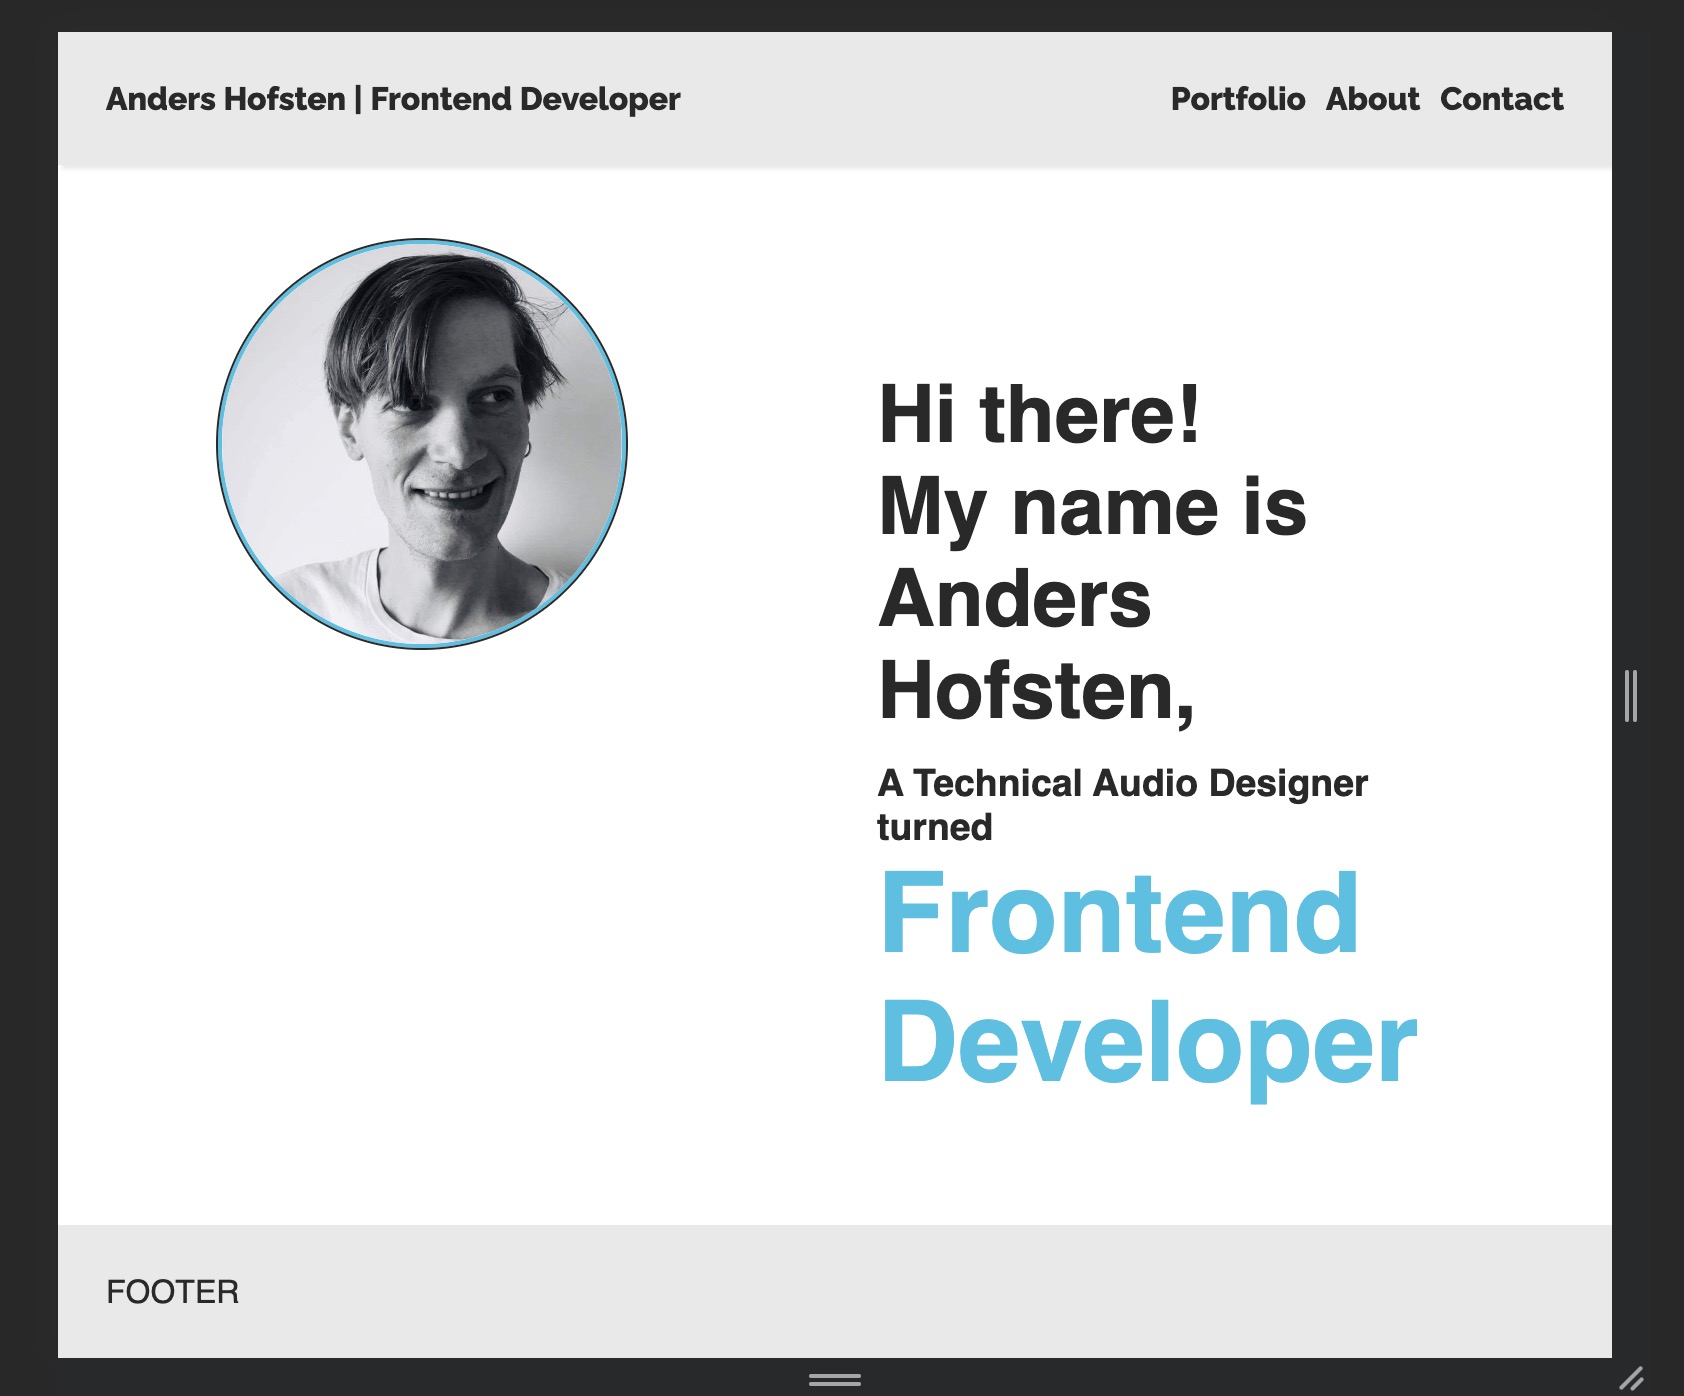 Anders Hofsten | Frontend Developer
Portfolio About Contact
Hi there!
My name is
Anders
Hofsten,
A Technical Audio Designer
turned
Frontend
Developer
FOOTER